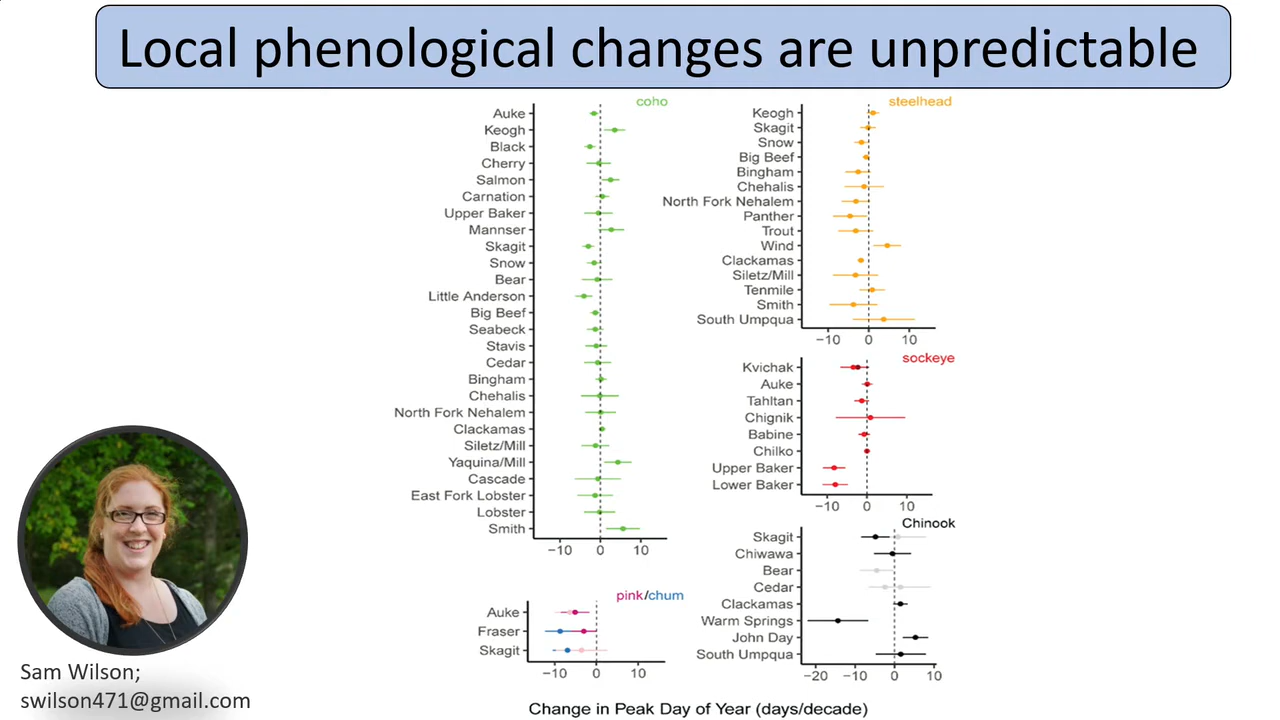 Local phenological changes are unpredictable
coho
Auke
Keogh
Black
Cherry
Salmon
Carnation
Upper Baker
Mannser
Skagit
Snow
Bear
Little Anderson
Big Beef
Seabeck
Stavis
Cedar
Bingham
Chehalis
North Fork Nehalem
Clackamas
Siletz/Mill
Yaquina/Mill
Cascade
East Fork Lobster
Lobster
Smith
−10 0 10
pink/chum
Auke
Fraser
Skagit
−10 0 10
steelhead
Keogh
Skagit
Snow
Big Beef
Bingham
Chehalis
North Fork Nehalem
Panther
Trout
Wind
Clackamas
Siletz/Mill
Tenmile
Smith
South Umpqua
−10 0 10
sockeye
Kvichak
Auke
Tahltan
Chignik
Babine
Chilko
Upper Baker
Lower Baker
−10 0 10
Chinook
Skagit
Chiwawa
Bear
Cedar
Clackamas
Warm Springs
John Day
South Umpqua
−20 −10 0 10
Change in Peak Day of Year (days/decade)
Sam Wilson;
swilson471@gmail.com